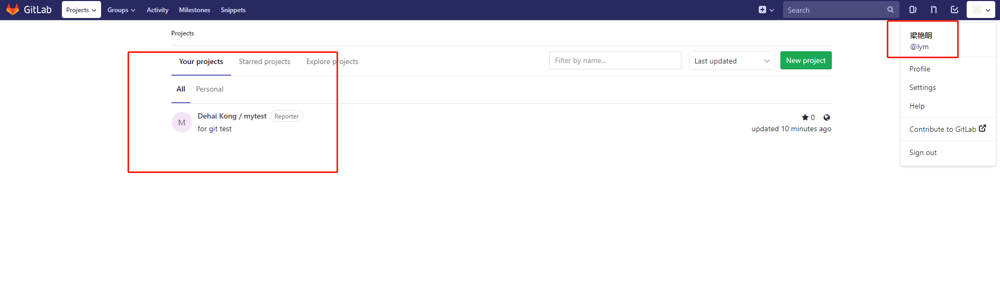 GitLab Projects Groups Activity Milestones Snippets Search
Projects
梁艳明
@lym
Your projects Starred projects Explore projects Filter by name... Last updated New project
Profile
All Personal
Settings
Help
M Dehai Kong / mytest Reporter 0
for git test updated 10 minutes ago
Contribute to GitLab
Sign out